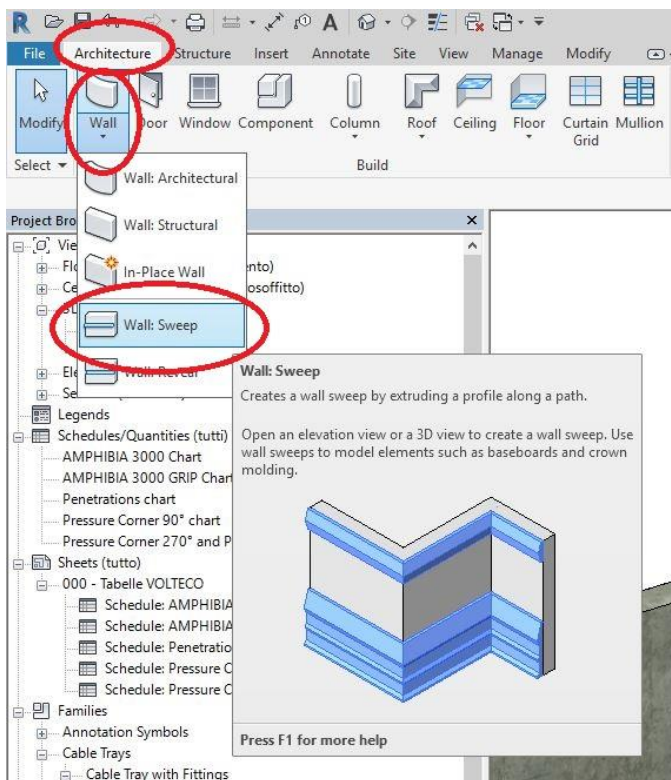 File Architecture Structure Insert Annotate Site View Manage Modify
Modify Wall Door Window Component Column Roof Ceiling Floor Curtain Grid Mullion
Select Build
Wall: Architectural
Wall: Structural
In-Place Wall
Wall: Sweep
Wall: Reveal
Project Bro
Vie
Flo
ento)
Ce
osoffitto)
Ele
Se
Legends
Schedules/Quantities (tutti)
AMPHIBIA 3000 Chart
AMPHIBIA 3000 GRIP Chart
Penetrations chart
Pressure Corner 90° chart
Pressure Corner 270° and P
Sheets (tutto)
000 - Tabelle VOLTECO
Schedule: AMPHIBIA
Schedule: AMPHIBIA
Schedule: Penetratio
Schedule: Pressure C
Schedule: Pressure C
Families
Annotation Symbols
Cable Trays
Cable Tray with Fittings
Wall: Sweep
Creates a wall sweep by extruding a profile along a path.
Open an elevation view or a 3D view to create a wall sweep. Use
wall sweeps to model elements such as baseboards and crown
molding.
Press F1 for more help